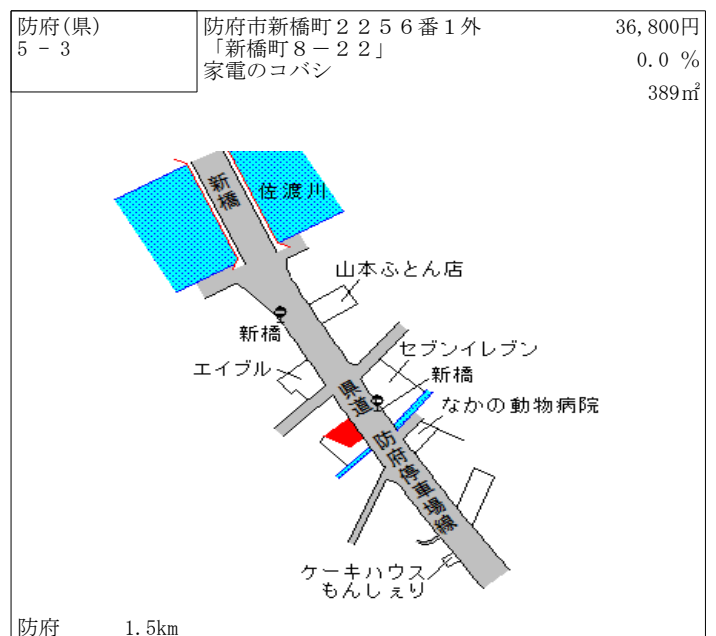 防府(県)
5 - 3
防府市新橋町２２５６番１外
「新橋町８－２２」
家電のコバシ
36,800円
0.0 %
389㎡
新橋
佐渡川
山本ふとん店
新橋
エイブル
セブンイレブン
新橋
なかの動物病院
県道
防府停車場線
ケーキハウス
もんしぇり
防府 1.5km